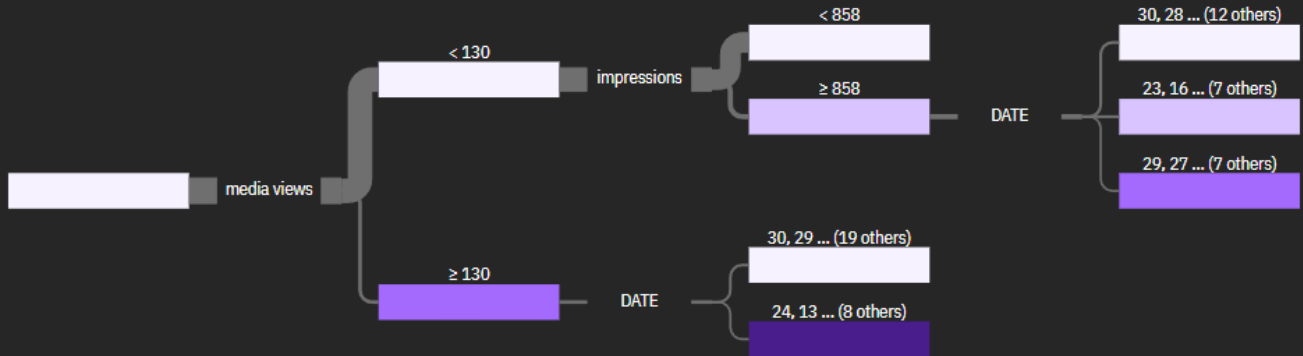 < 858
30, 28 ... (12 others)
< 130
impressions
≥ 858
23, 16 ... (7 others)
DATE
29, 27 ... (7 others)
media views
30, 29 ... (19 others)
≥ 130
DATE
24, 13 ... (8 others)